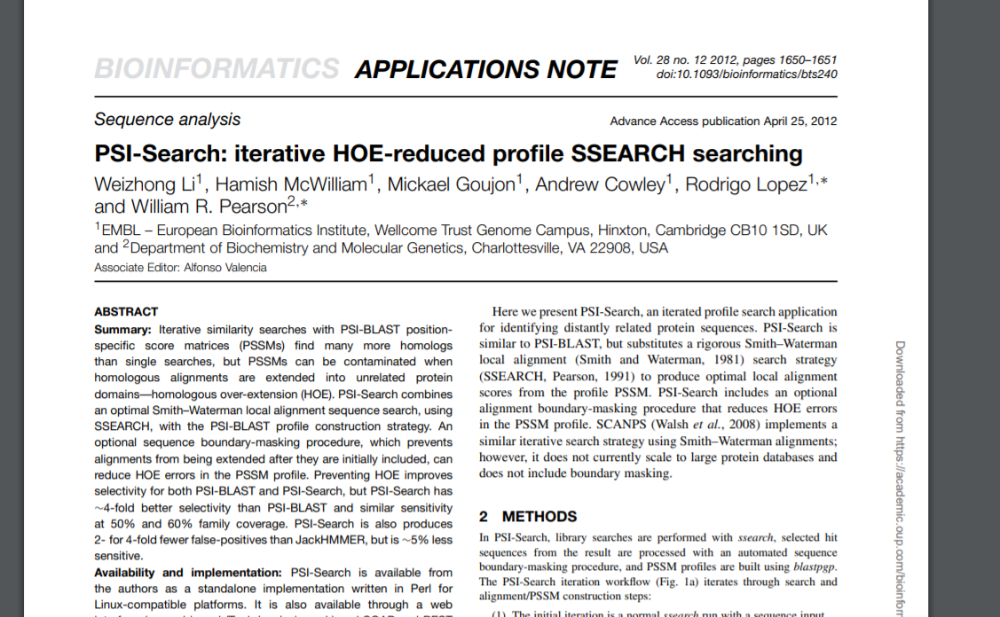 BIOINFORMATICS APPLICATIONS NOTE
Vol. 28 no. 12 2012, pages 1650–1651
doi:10.1093/bioinformatics/bts240
Sequence analysis
Advance Access publication April 25, 2012
PSI-Search: iterative HOE-reduced profile SSEARCH searching
Weizhong Li1, Hamish McWilliam1, Mickael Goujon1, Andrew Cowley1, Rodrigo Lopez1,∗
and William R. Pearson2,∗
1EMBL – European Bioinformatics Institute, Wellcome Trust Genome Campus, Hinxton, Cambridge CB10 1SD, UK
and 2Department of Biochemistry and Molecular Genetics, Charlottesville, VA 22908, USA
Associate Editor: Alfonso Valencia
ABSTRACT
Summary: Iterative similarity searches with PSI-BLAST position-
specific score matrices (PSSMs) find many more homologs
than single searches, but PSSMs can be contaminated when
homologous alignments are extended into unrelated protein
domains—homologous over-extension (HOE). PSI-Search combines
an optimal Smith–Waterman local alignment sequence search, using
SSEARCH, with the PSI-BLAST profile construction strategy. An
optional sequence boundary-masking procedure, which prevents
alignments from being extended after they are initially included, can
reduce HOE errors in the PSSM profile. Preventing HOE improves
selectivity for both PSI-BLAST and PSI-Search, but PSI-Search has
~4-fold better selectivity than PSI-BLAST and similar sensitivity
at 50% and 60% family coverage. PSI-Search is also produces
2- for 4-fold fewer false-positives than JackHMMER, but is ~5% less
sensitive.
Availability and implementation: PSI-Search is available from
the authors as a standalone implementation written in Perl for
Linux-compatible platforms. It is also available through a web
Here we present PSI-Search, an iterated profile search application
for identifying distantly related protein sequences. PSI-Search is
similar to PSI-BLAST, but substitutes a rigorous Smith–Waterman
local alignment (Smith and Waterman, 1981) search strategy
(SSEARCH, Pearson, 1991) to produce optimal local alignment
scores from the profile PSSM. PSI-Search includes an optional
alignment boundary-masking procedure that reduces HOE errors
in the PSSM profile. SCANPS (Walsh et al., 2008) implements a
similar iterative search strategy using Smith–Waterman alignments;
however, it does not currently scale to large protein databases and
does not include boundary masking.
2 METHODS
In PSI-Search, library searches are performed with ssearch, selected hit
sequences from the result are processed with an automated sequence
boundary-masking procedure, and PSSM profiles are built using blastpgp.
The PSI-Search iteration workflow (Fig. 1a) iterates through search and
alignment/PSSM construction steps:
(1) The initial iteration is a normal ssearch run with a sequence input
Downloaded from https://academic.oup.com/bioinfor